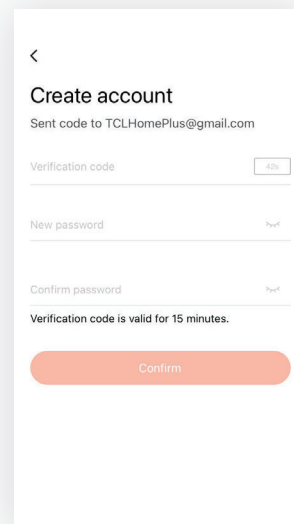 Create account
Sent code to TCLHomePlus@gmail.com
Verification code
42s
New password
Confirm password
Verification code is valid for 15 minutes.
Confirm